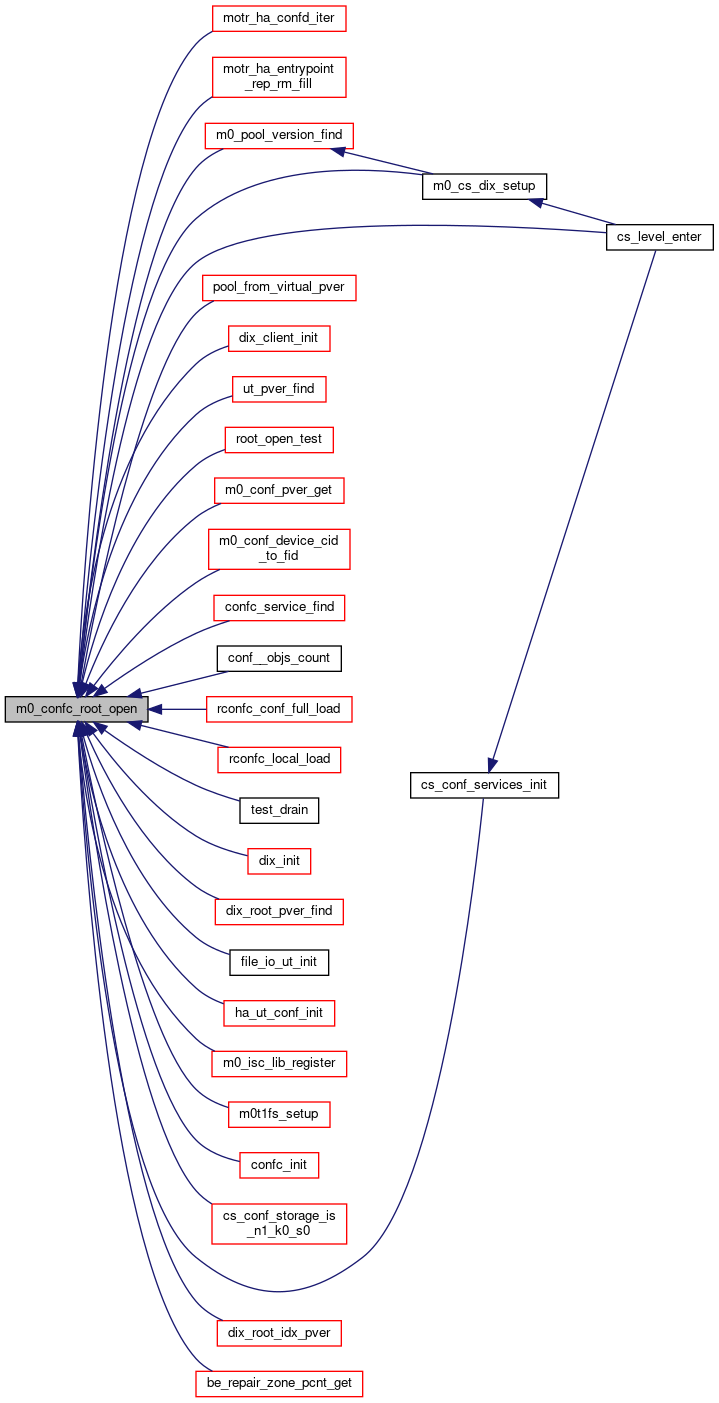 motr_ha_confd_iter
motr_ha_entrypoint
_rep_rm_fill
m0_pool_version_find
m0_cs_dix_setup
cs_level_enter
pool_from_virtual_pver
dix_client_init
ut_pver_find
root_open_test
m0_conf_pver_get
m0_conf_device_cid
_to_fid
confc_service_find
conf__objs_count
m0_confc_root_open
rconfc_conf_full_load
rconfc_local_load
cs_conf_services_init
test_drain
dix_init
dix_root_pver_find
file_io_ut_init
ha_ut_conf_init
m0_isc_lib_register
m0t1fs_setup
confc_init
cs_conf_storage_is
_n1_k0_s0
dix_root_idx_pver
be_repair_zone_pcnt_get